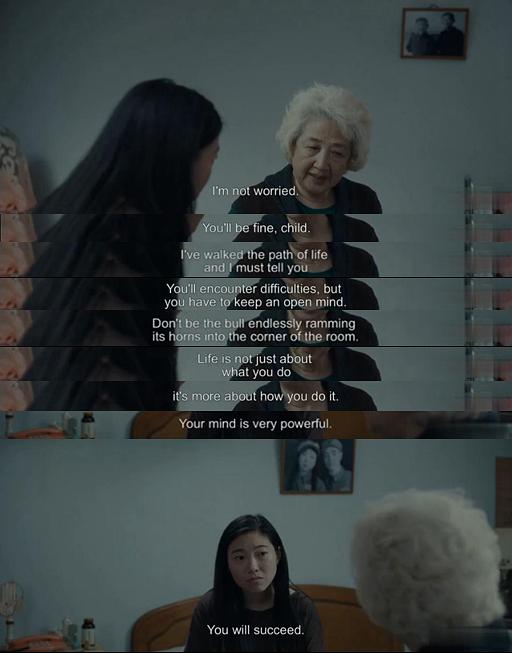 I'm not worried.
You'll be fine, child.
I've walked the path of life
and I must tell you
You'll encounter difficulties, but
you have to keep an open mind.
Don't be the bull endlessly ramming
its horns into the corner of the room.
Life is not just about
what you do
it's more about how you do it.
Your mind is very powerful.
You will succeed.